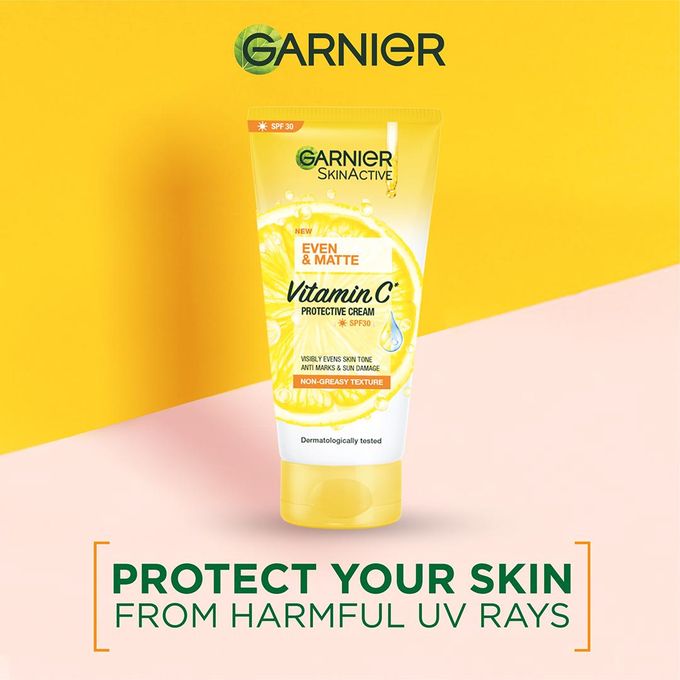 GARNIER
SPF 30
GARNIER
SKINACTIVE
NEW
EVEN
& MATTE
Vitamin C*
PROTECTIVE CREAM
SPF30
VISIBLY EVENS SKIN TONE
ANTI MARKS & SUN DAMAGE
NON-GREASY TEXTURE
Dermatologically tested
PROTECT YOUR SKIN
FROM HARMFUL UV RAYS